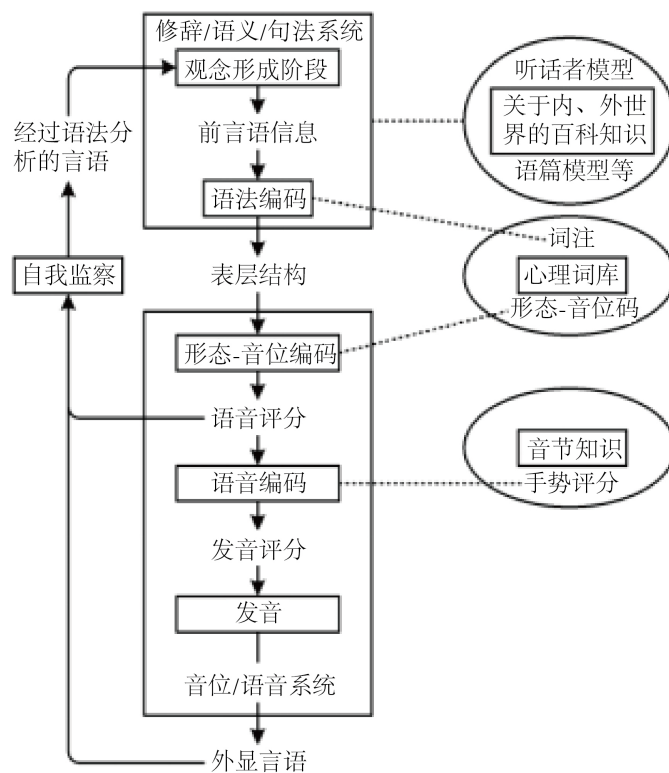 修辞/语义/句法系统
观念形成阶段
前言语信息
语法编码
表层结构
形态-音位编码
语音评分
语音编码
发音评分
发音
音位/语音系统
外显言语
经过语法分
析的言语
自我监察
听话者模型
关于内、外世
界的百科知识
语篇模型等
词注
心理词库
形态-音位码
音节知识
手势评分